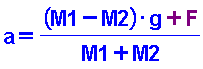 a = (M1 − M2) · g + F
M1 + M2